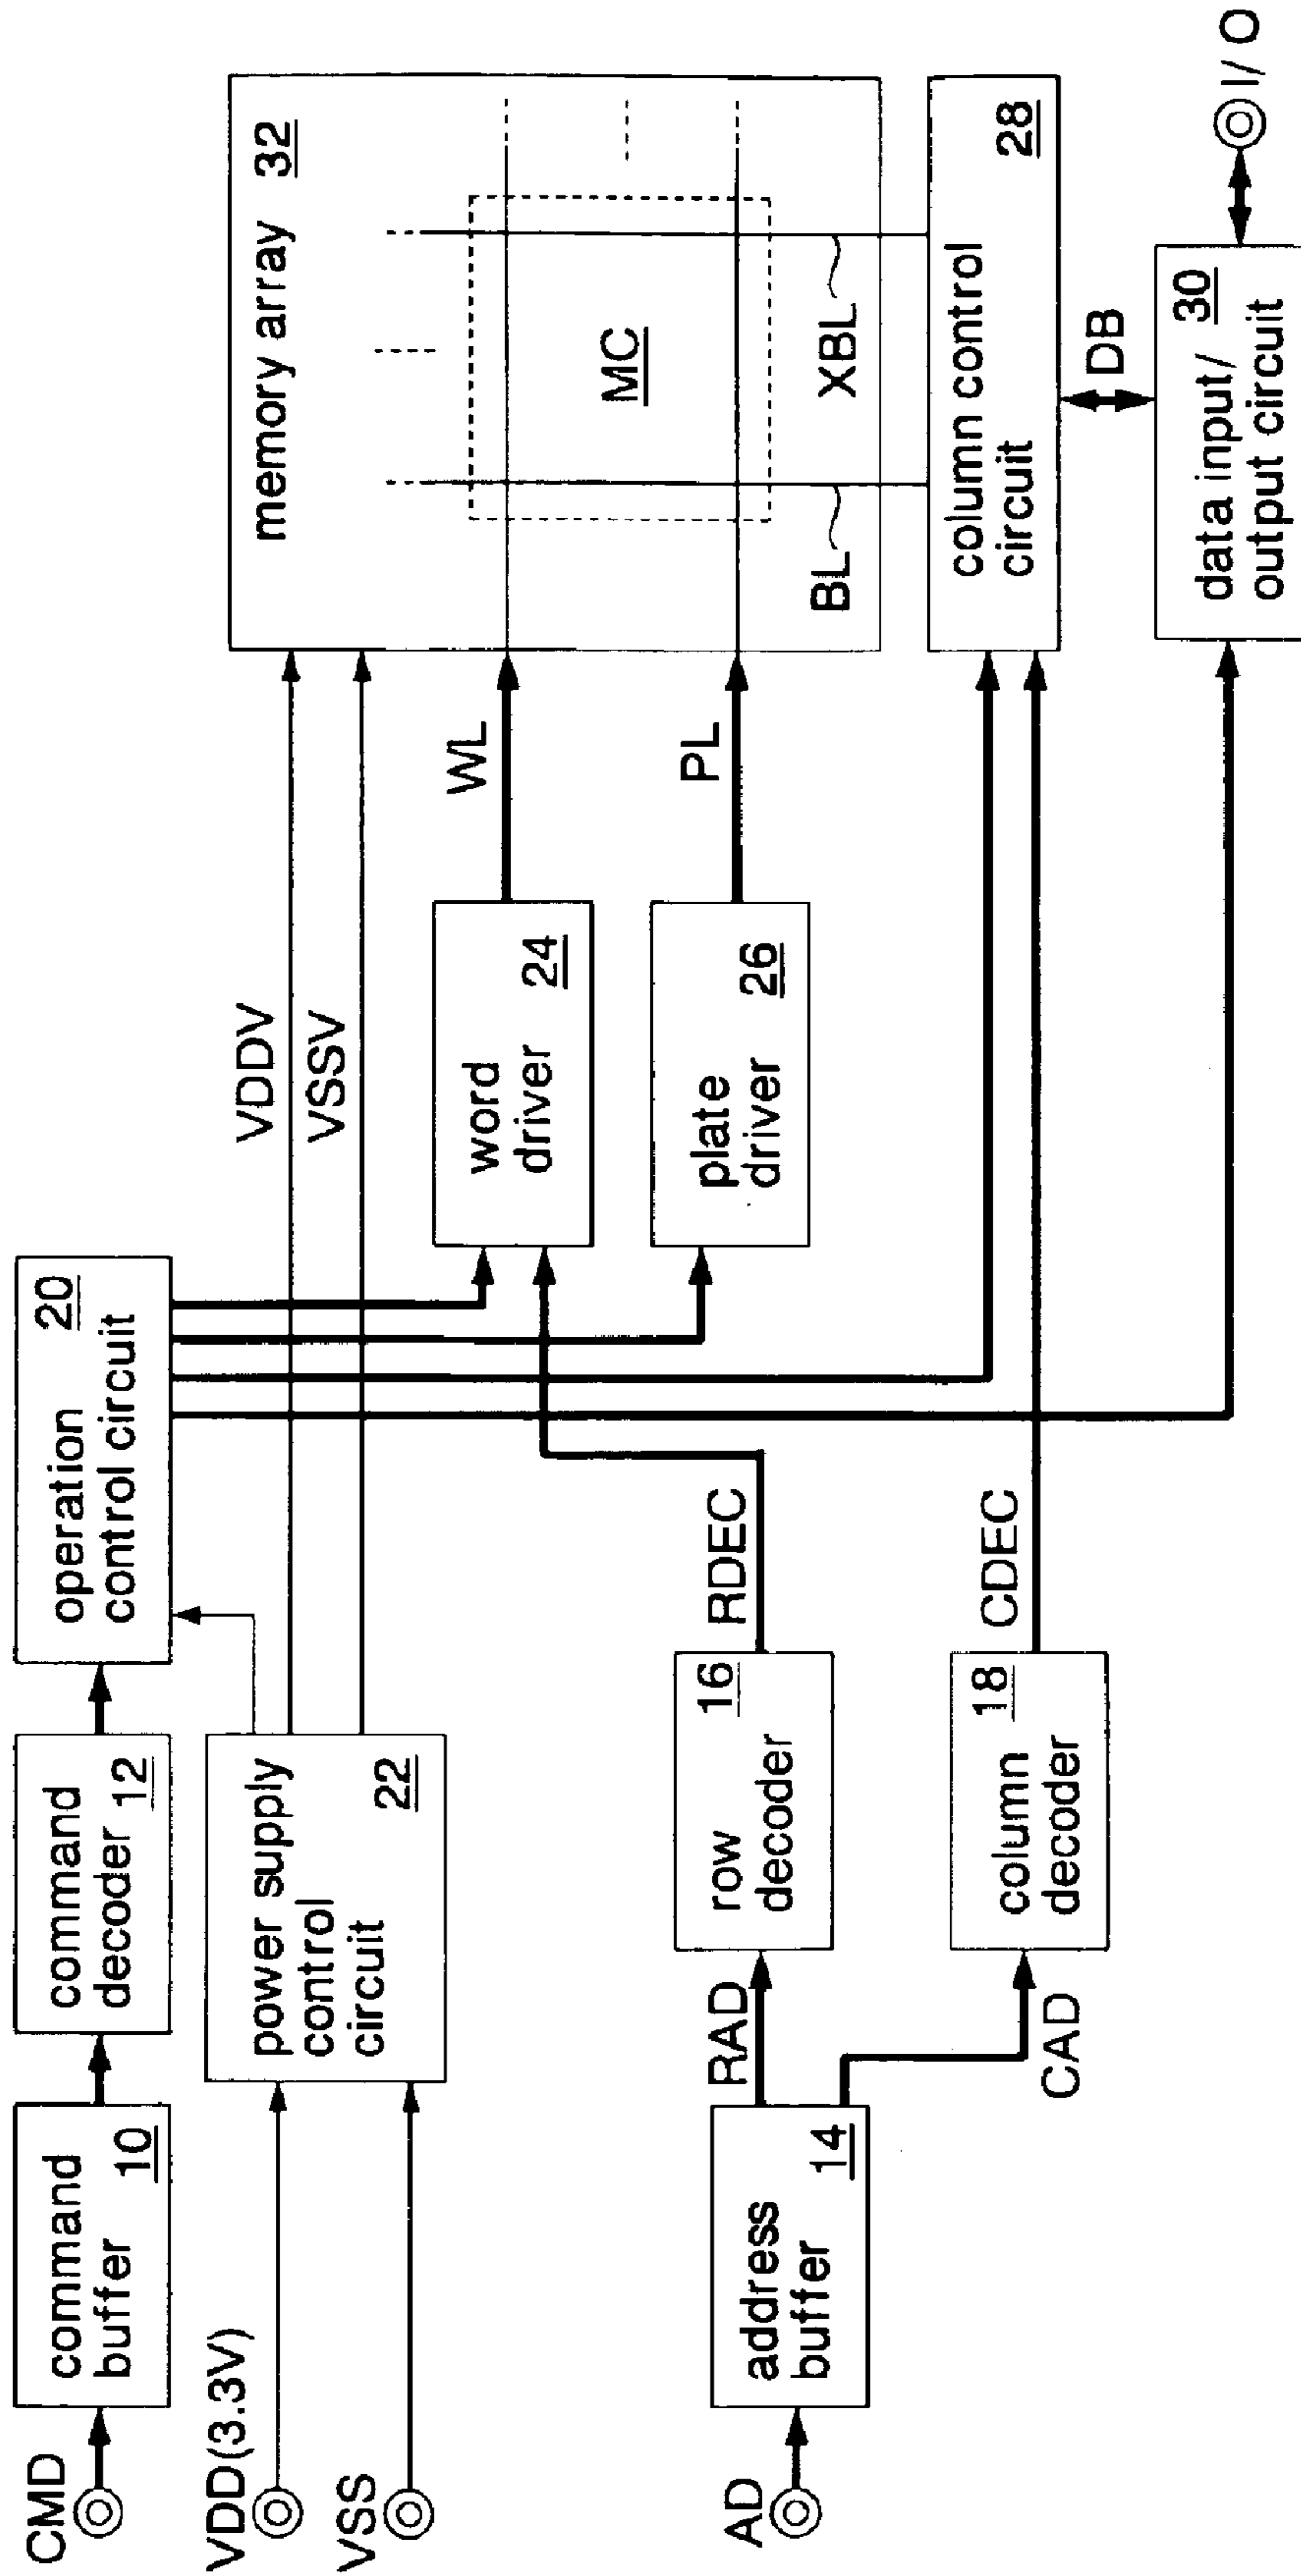 CMD
command
buffer 10
command
decoder 12
operation 20
control circuit
VDD(3.3V)
VSS
power supply
control
circuit 22
VDDV
VSSV
memory array 32
MC
WL
PL
BL
XBL
word
driver 24
plate
driver 26
AD
address
buffer 14
RAD
CAD
row 16
decoder
column 18
decoder
RDEC
CDEC
column control
circuit 28
DB
data input/ 30
output circuit
I/O